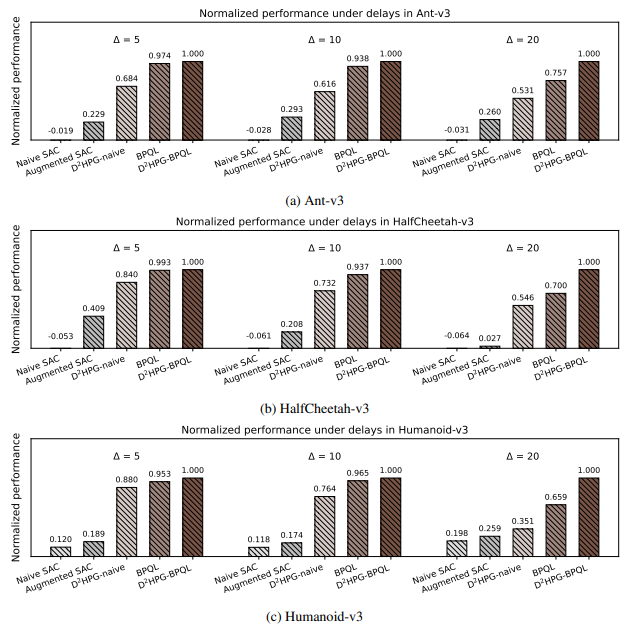 Normalized performance under delays in Ant-v3
Normalized performance
Δ = 5
Δ = 10
Δ = 20
-0.019
0.229
0.684
0.974
1.000
-0.028
0.293
0.616
0.938
1.000
-0.031
0.260
0.531
0.757
1.000
Naive SAC
Augmented SAC
D²HPG-naive
BPQL
D²HPG-BPQL
Naive SAC
Augmented SAC
D²HPG-naive
BPQL
D²HPG-BPQL
Naive SAC
Augmented SAC
D²HPG-naive
BPQL
D²HPG-BPQL
(a) Ant-v3
Normalized performance under delays in HalfCheetah-v3
Normalized performance
Δ = 5
Δ = 10
Δ = 20
-0.053
0.409
0.840
0.993
1.000
-0.061
0.208
0.732
0.937
1.000
-0.064
0.027
0.546
0.700
1.000
Naive SAC
Augmented SAC
D²HPG-naive
BPQL
D²HPG-BPQL
Naive SAC
Augmented SAC
D²HPG-naive
BPQL
D²HPG-BPQL
Naive SAC
Augmented SAC
D²HPG-naive
BPQL
D²HPG-BPQL
(b) HalfCheetah-v3
Normalized performance under delays in Humanoid-v3
Normalized performance
Δ = 5
Δ = 10
Δ = 20
0.120
0.189
0.880
0.953
1.000
0.118
0.174
0.764
0.965
1.000
0.198
0.259
0.351
0.659
1.000
Naive SAC
Augmented SAC
D²HPG-naive
BPQL
D²HPG-BPQL
Naive SAC
Augmented SAC
D²HPG-naive
BPQL
D²HPG-BPQL
Naive SAC
Augmented SAC
D²HPG-naive
BPQL
D²HPG-BPQL
(c) Humanoid-v3